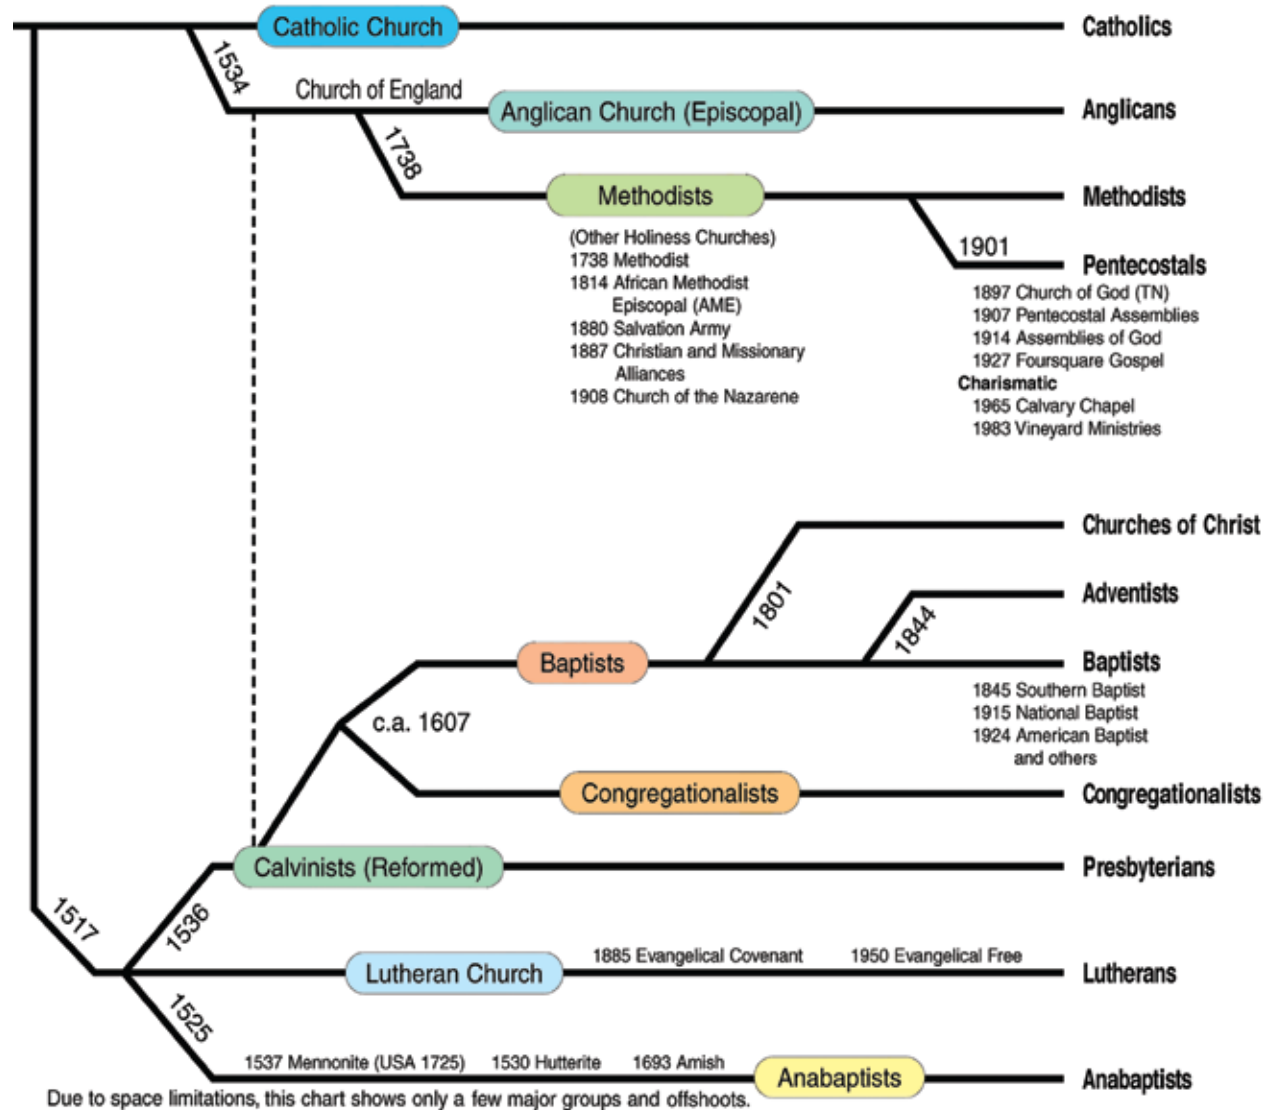 Catholic Church
Catholics
1534
Church of England
Anglican Church (Episcopal)
Anglicans
1738
Methodists
Methodists
(Other Holiness Churches)
1738 Methodist
1814 African Methodist
Episcopal (AME)
1880 Salvation Army
1887 Christian and Missionary
Alliances
1908 Church of the Nazarene
1901
Pentecostals
1897 Church of God (TN)
1907 Pentecostal Assemblies
1914 Assemblies of God
1927 Foursquare Gospel
Charismatic
1965 Calvary Chapel
1983 Vineyard Ministries
Churches of Christ
1801
Adventists
1844
Baptists
Baptists
1845 Southern Baptist
1915 National Baptist
1924 American Baptist
and others
c.a. 1607
Congregationalists
Congregationalists
Calvinists (Reformed)
Presbyterians
1517
1536
Lutheran Church
1885 Evangelical Covenant
1950 Evangelical Free
Lutherans
1525
1537 Mennonite (USA 1725)
1530 Hutterite
1693 Amish
Anabaptists
Anabaptists
Due to space limitations, this chart shows only a few major groups and offshoots.